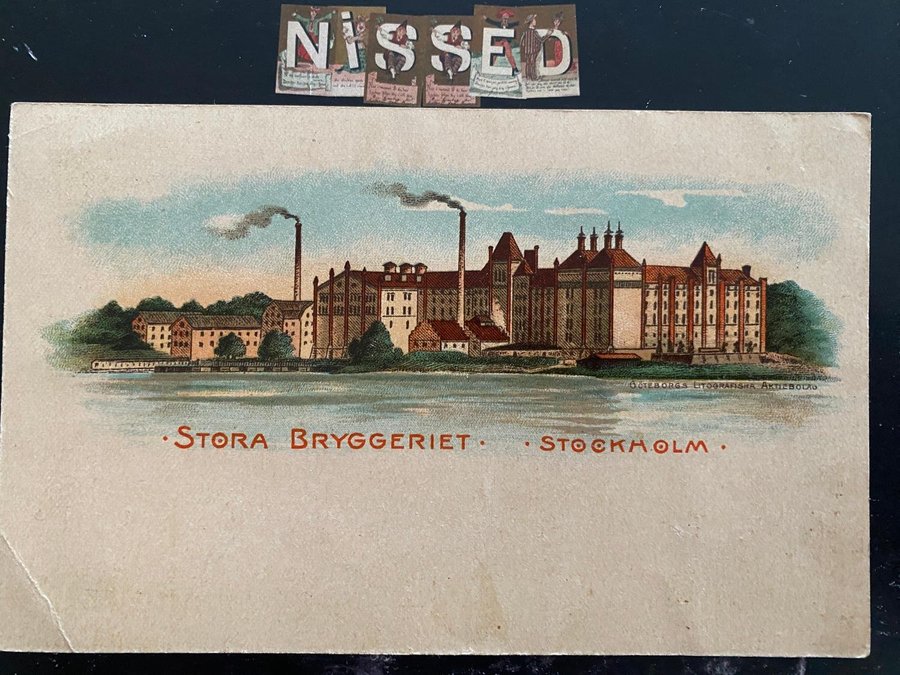 NiSSED
GÖTEBORGS LITOGRAFISKA AKTIEBOLAG
· STORA BRYGGERIET · · STOCKHOLM ·